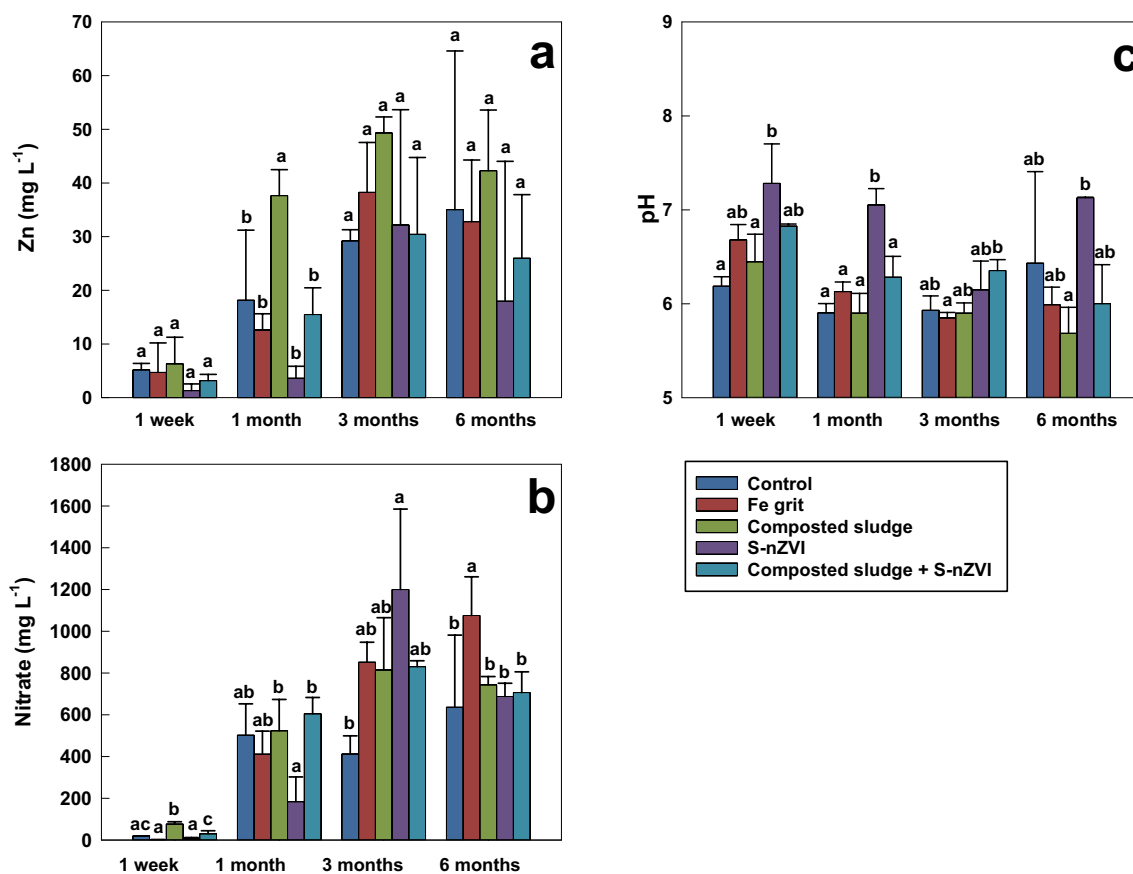 70
60
50
40
30
20
10
0
Zn (mg L⁻¹)
a
a a a a a
b b a b b
a a a a a
a a a a a
1 week 1 month 3 months 6 months
9
8
7
6
5
pH
c
a ab a b ab
a a a b a
ab a ab ab b
ab ab a b ab
1 week 1 month 3 months 6 months
1800
1600
1400
1200
1000
800
600
400
200
0
Nitrate (mg L⁻¹)
b
ac a b a c
ab ab b a b
b ab ab a ab
b a b b b
1 week 1 month 3 months 6 months
Control
Fe grit
Composted sludge
S-nZVI
Composted sludge + S-nZVI